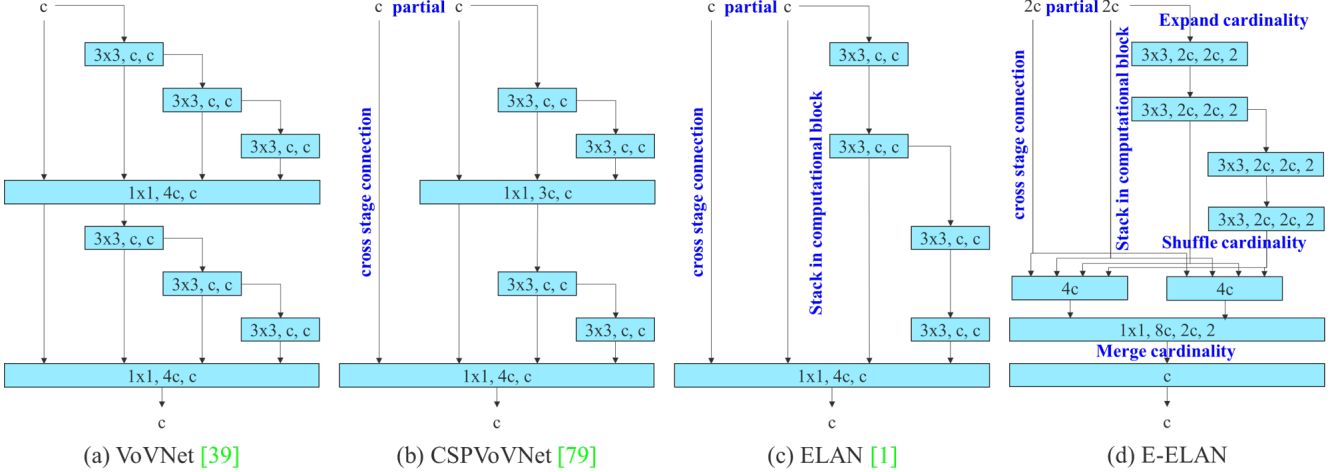 c
3x3, c, c
3x3, c, c
3x3, c, c
1x1, 4c, c
3x3, c, c
3x3, c, c
3x3, c, c
1x1, 4c, c
c
(a) VoVNet [39]
c partial c
cross stage connection
3x3, c, c
3x3, c, c
1x1, 3c, c
3x3, c, c
3x3, c, c
1x1, 4c, c
c
(b) CSPVoVNet [79]
c partial c
cross stage connection
Stack in computational block
3x3, c, c
3x3, c, c
3x3, c, c
3x3, c, c
1x1, 4c, c
c
(c) ELAN [1]
2c partial 2c
Expand cardinality
cross stage connection
Stack in computational block
3x3, 2c, 2c, 2
3x3, 2c, 2c, 2
3x3, 2c, 2c, 2
3x3, 2c, 2c, 2
Shuffle cardinality
4c
4c
1x1, 8c, 2c, 2
Merge cardinality
c
c
(d) E-ELAN